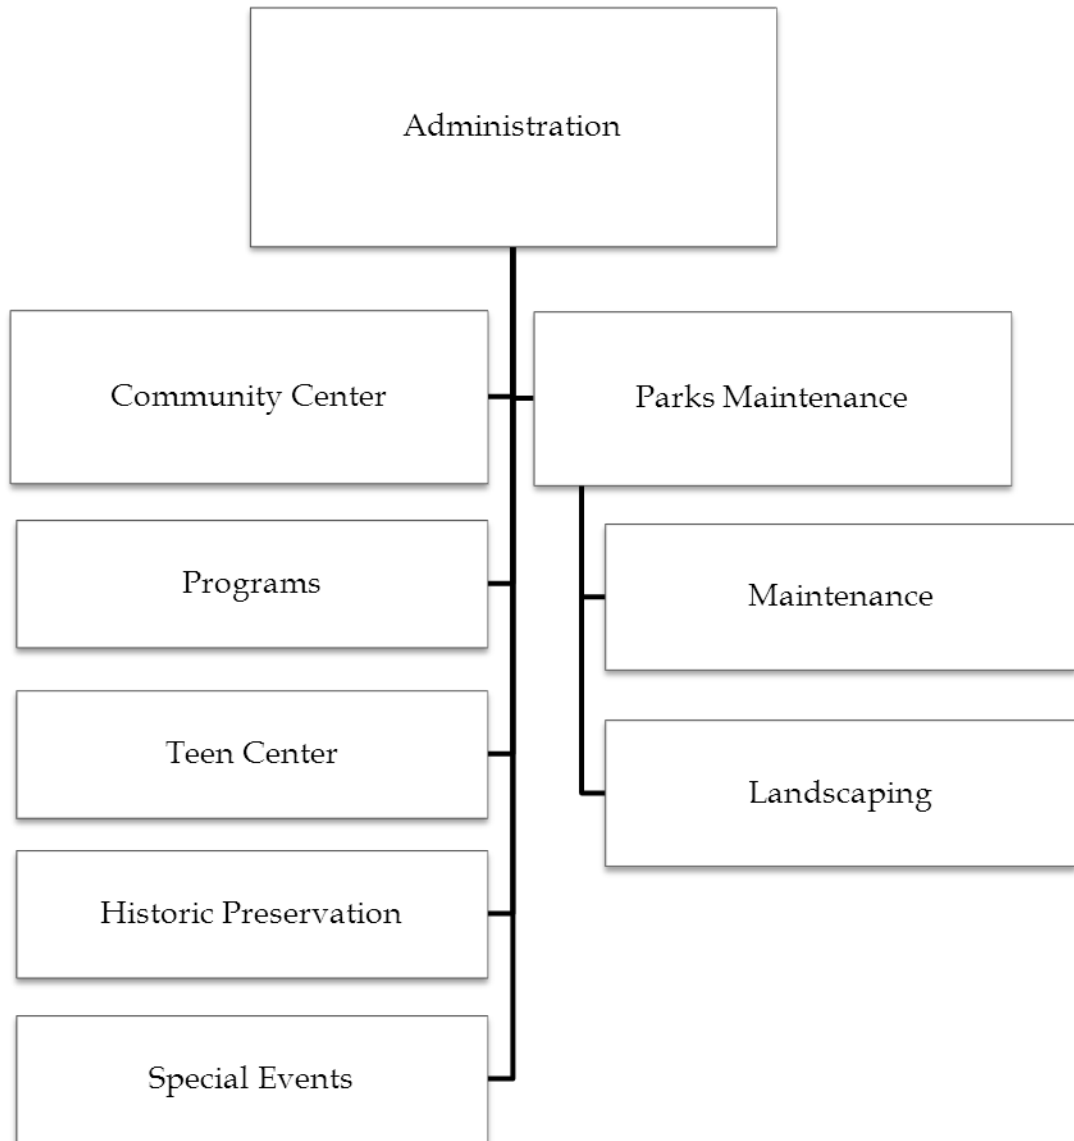 Administration
Community Center
Parks Maintenance
Programs
Maintenance
Teen Center
Landscaping
Historic Preservation
Special Events